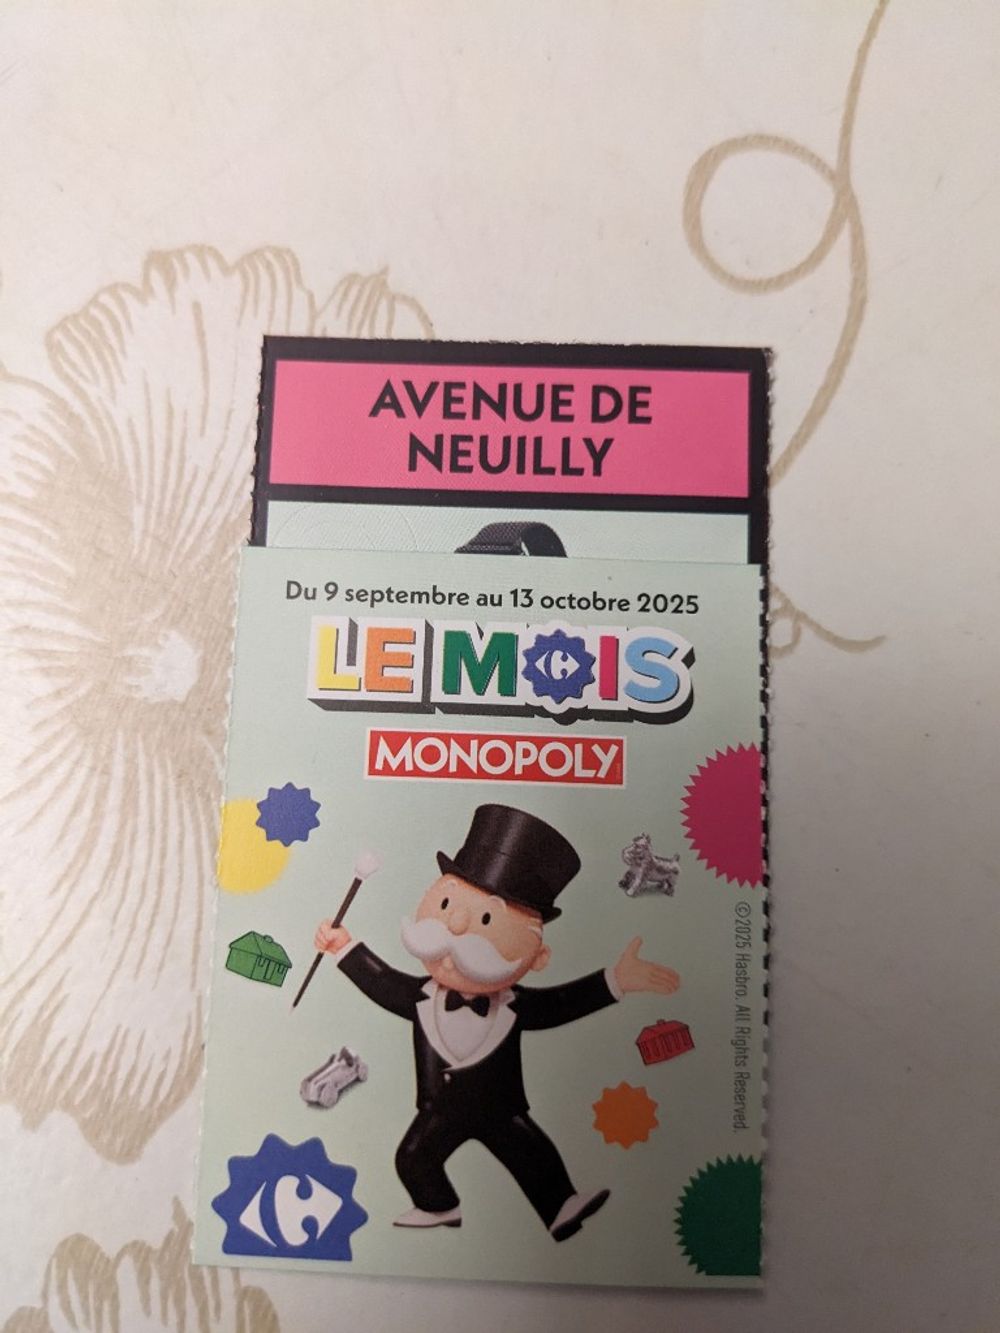 AVENUE DE
NEUILLY
Du 9 septembre au 13 octobre 2025
LE MOIS
MONOPOLY
©2025 Hasbro. All Rights Reserved.